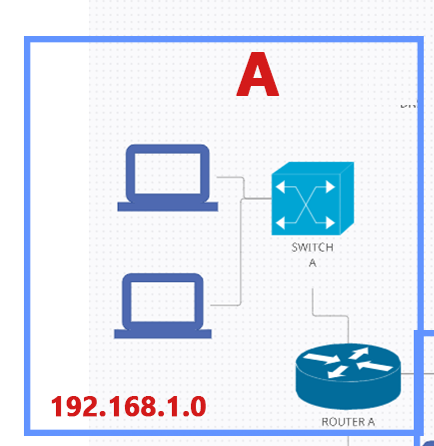 A
SWITCH
A
192.168.1.0
ROUTER A